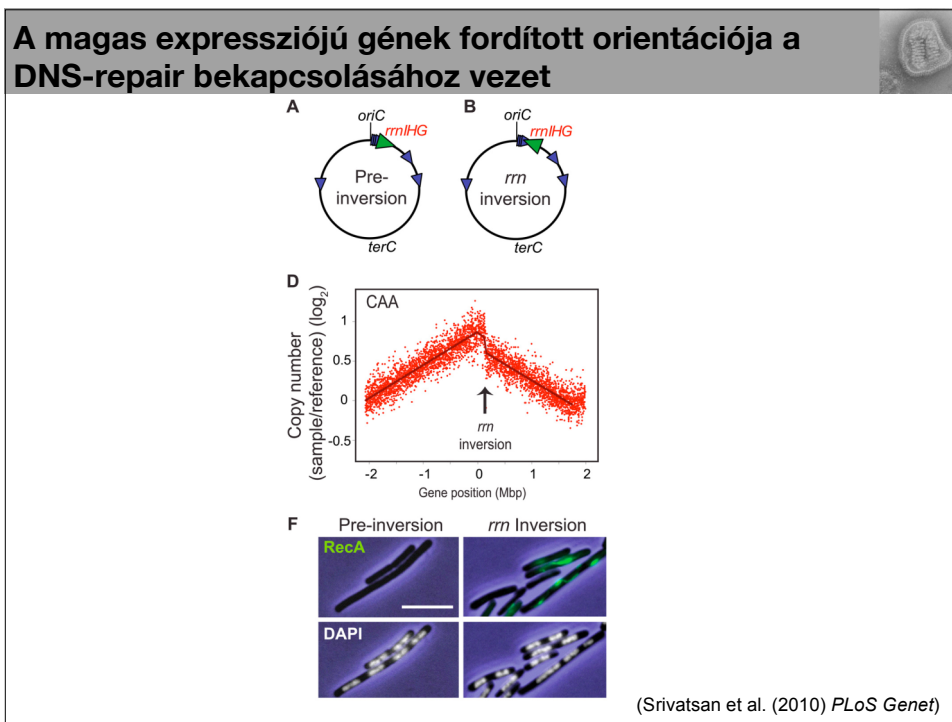 A magas expressziójú gének fordított orientációja a
DNS-repair bekapcsolásához vezet
A
B
oriC
rrnIHG
Pre-
inversion
terC
oriC
rrnIHG
rrn
inversion
terC
D
CAA
Copy number
(sample/reference) (log2)
1
0.5
0
-0.5
rrn
inversion
-2
-1
0
1
2
Gene position (Mbp)
F
Pre-inversion
rrn Inversion
RecA
DAPI
(Srivatsan et al. (2010) PLoS Genet)